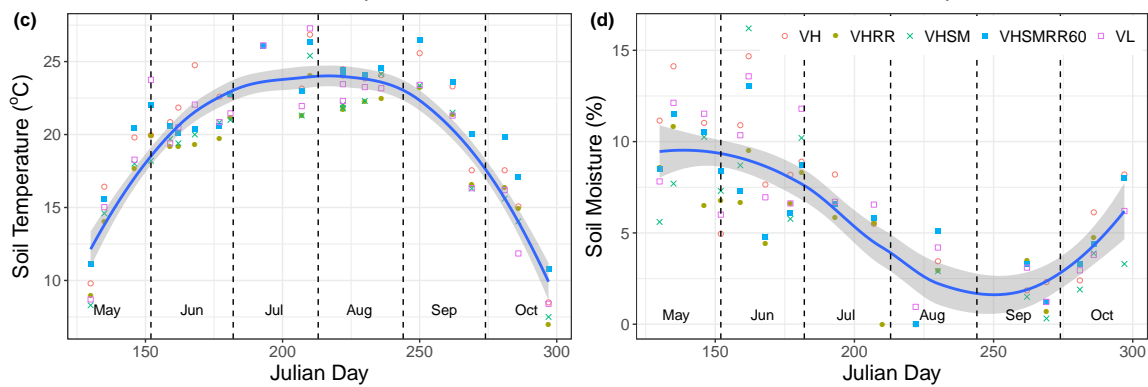 (c)
Soil Temperature (°C)
25
20
15
10
May Jun Jul Aug Sep Oct
150 200 250 300
Julian Day
(d)
VH VHRR VHSM VHSMRR60 VL
Soil Moisture (%)
15
10
5
0
May Jun Jul Aug Sep Oct
150 200 250 300
Julian Day